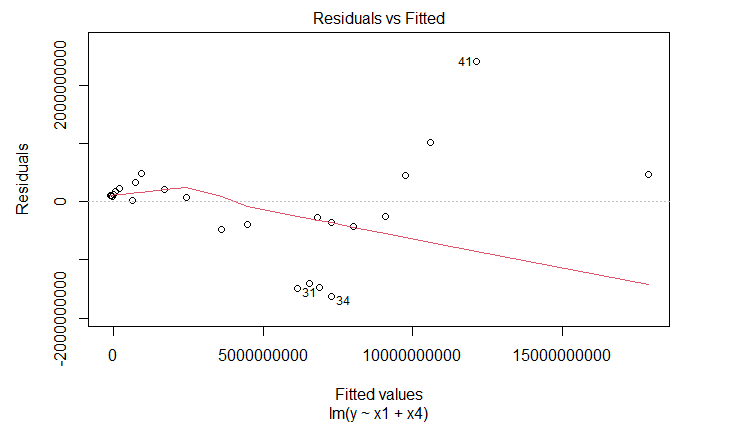 Residuals vs Fitted
2000000000
0
-2000000000
Residuals
41
31
34
0
5000000000
10000000000
15000000000
Fitted values
lm(y ~ x1 + x4)